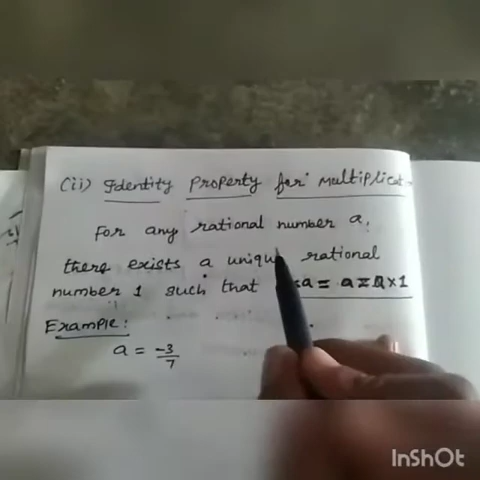 (ii) Identity Property for Multiplicat
For any rational number a,
there exists a unique rational
number 1 such that ×a = a = a×1
Example:
a = -3/7
InShOt